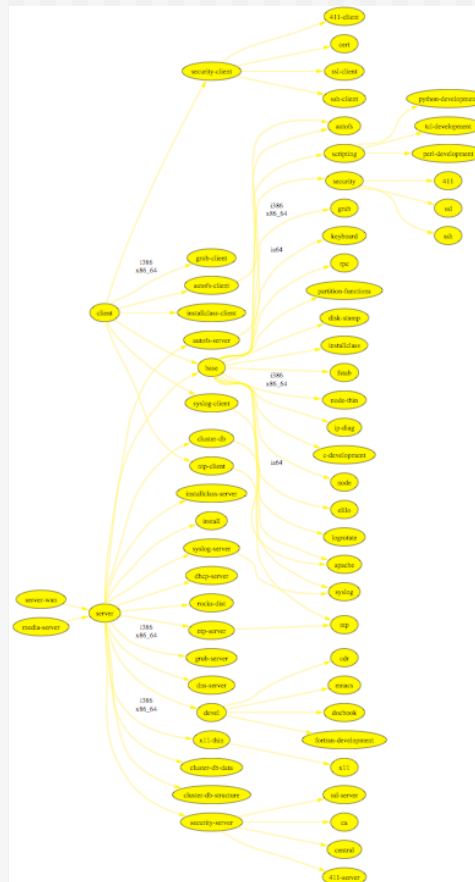 411-client
cert
security-client
ssl-client
ssh-client
python-development
autofs
tcl-development
scripting
perl-development
security
411
i386
x86_64
grub
ssl
ssh
keyboard
ia64
i386
x86_64
grub-client
rpc
autofs-client
partition-functions
client
installclass-client
disk-stamp
autofs-server
installclass
base
fstab
i386
x86_64
syslog-client
node-thin
ip-diag
cluster-db
c-development
ntp-client
ia64
node
installclass-server
elilo
install
logrotate
syslog-server
apache
dhcp-server
syslog
server-wan
rocks-dist
server
media-server
i386
x86_64
ntp-server
ntp
grub-server
cdr
dns-server
emacs
i386
x86_64
devel
docbook
fortran-development
x11-thin
x11
cluster-db-data
cluster-db-structure
ssl-server
security-server
ca
central
411-server